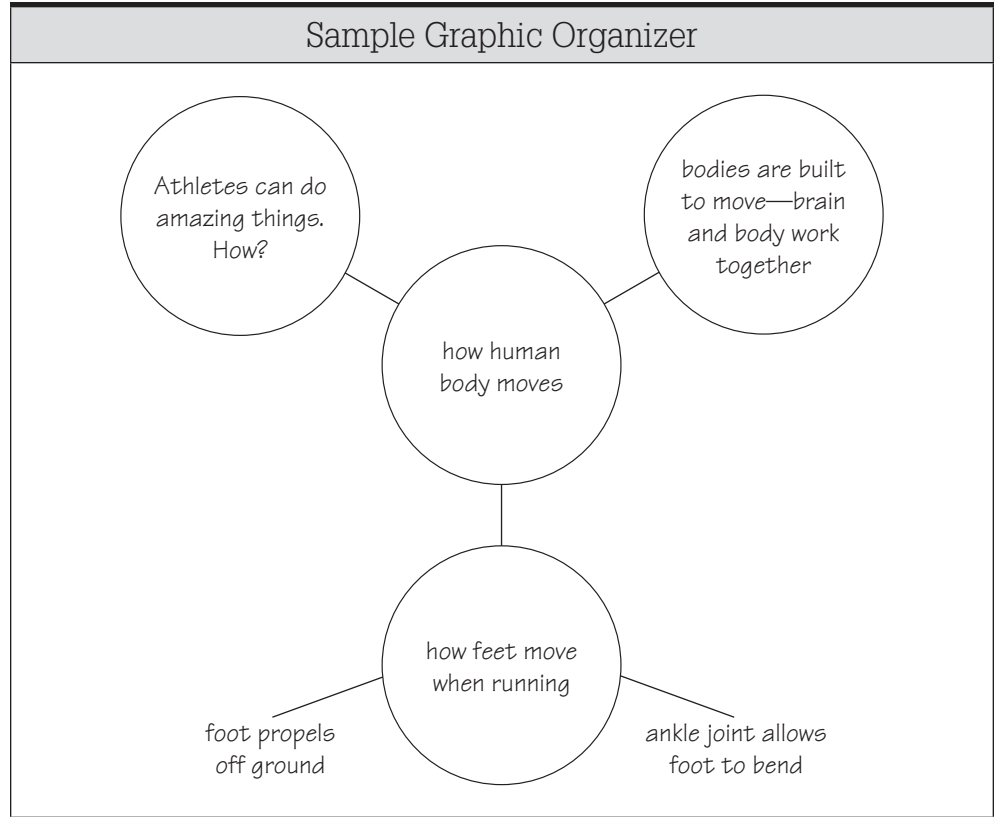 Sample Graphic Organizer
Athletes can do
amazing things.
How?
bodies are built
to move—brain
and body work
together
how human
body moves
how feet move
when running
foot propels
off ground
ankle joint allows
foot to bend